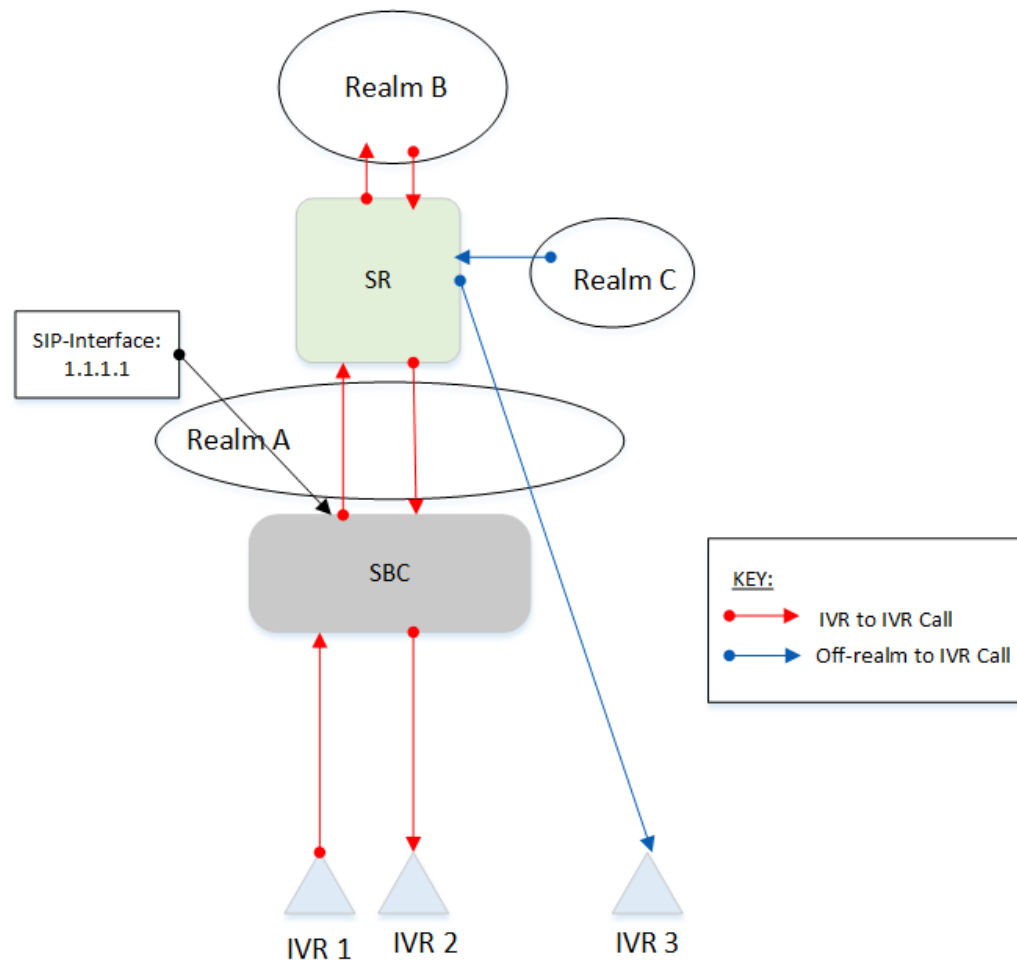 Realm B
SR
Realm C
SIP-Interface:
1.1.1.1
Realm A
SBC
KEY:
IVR to IVR Call
Off-realm to IVR Call
IVR 1
IVR 2
IVR 3